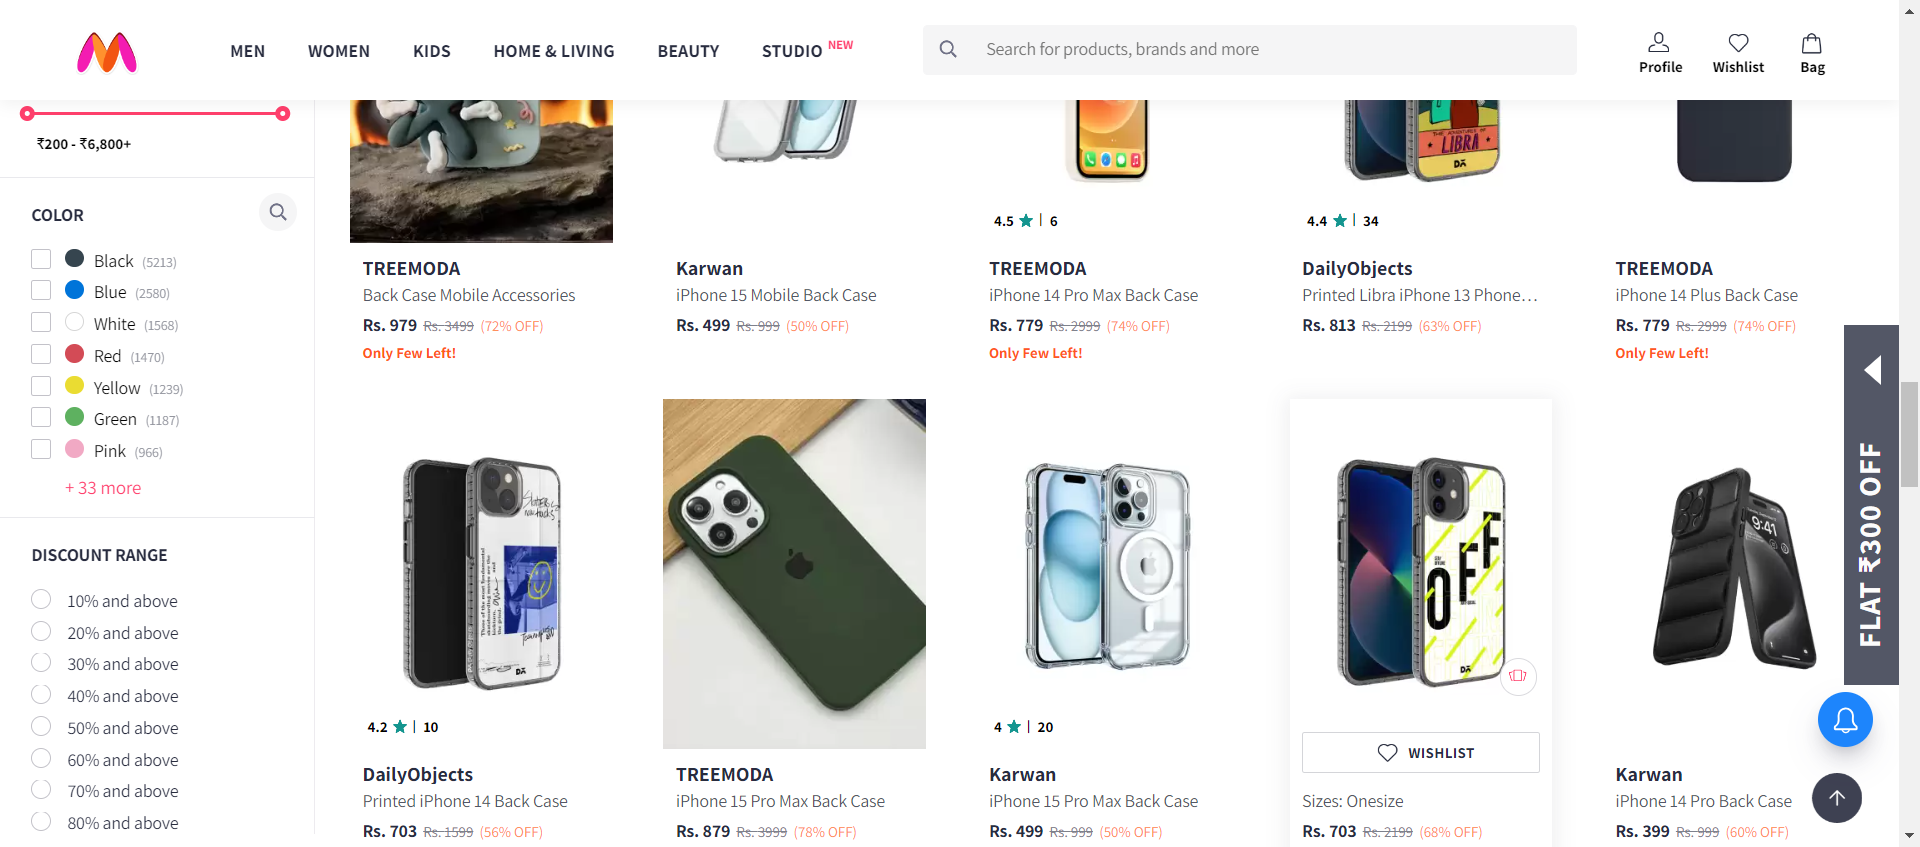 MEN WOMEN KIDS HOME & LIVING BEAUTY STUDIO NEW
Search for products, brands and more
Profile Wishlist Bag
₹200 - ₹6,800+
COLOR
Black (5213)
Blue (2580)
White (1568)
Red (1470)
Yellow (1239)
Green (1187)
Pink (966)
+ 33 more
DISCOUNT RANGE
10% and above
20% and above
30% and above
40% and above
50% and above
60% and above
70% and above
80% and above
TREEMODA
Back Case Mobile Accessories
Rs. 979 Rs. 3499 (72% OFF)
Only Few Left!
Karwan
iPhone 15 Mobile Back Case
Rs. 499 Rs. 999 (50% OFF)
4.5 | 6
TREEMODA
iPhone 14 Pro Max Back Case
Rs. 779 Rs. 2999 (74% OFF)
Only Few Left!
THE ADVENTURES OF
LIBRA
4.4 | 34
DailyObjects
Printed Libra iPhone 13 Phone...
Rs. 813 Rs. 2199 (63% OFF)
TREEMODA
iPhone 14 Plus Back Case
Rs. 779 Rs. 2999 (74% OFF)
Only Few Left!
4.2 | 10
DailyObjects
Printed iPhone 14 Back Case
Rs. 703 Rs. 1599 (56% OFF)
TREEMODA
iPhone 15 Pro Max Back Case
Rs. 879 Rs. 3999 (78% OFF)
4 | 20
Karwan
iPhone 15 Pro Max Back Case
Rs. 499 Rs. 999 (50% OFF)
OFF
WISHLIST
Sizes: Onesize
Rs. 703 Rs. 2199 (68% OFF)
9:41
Karwan
iPhone 14 Pro Back Case
Rs. 399 Rs. 999 (60% OFF)
FLAT ₹300 OFF